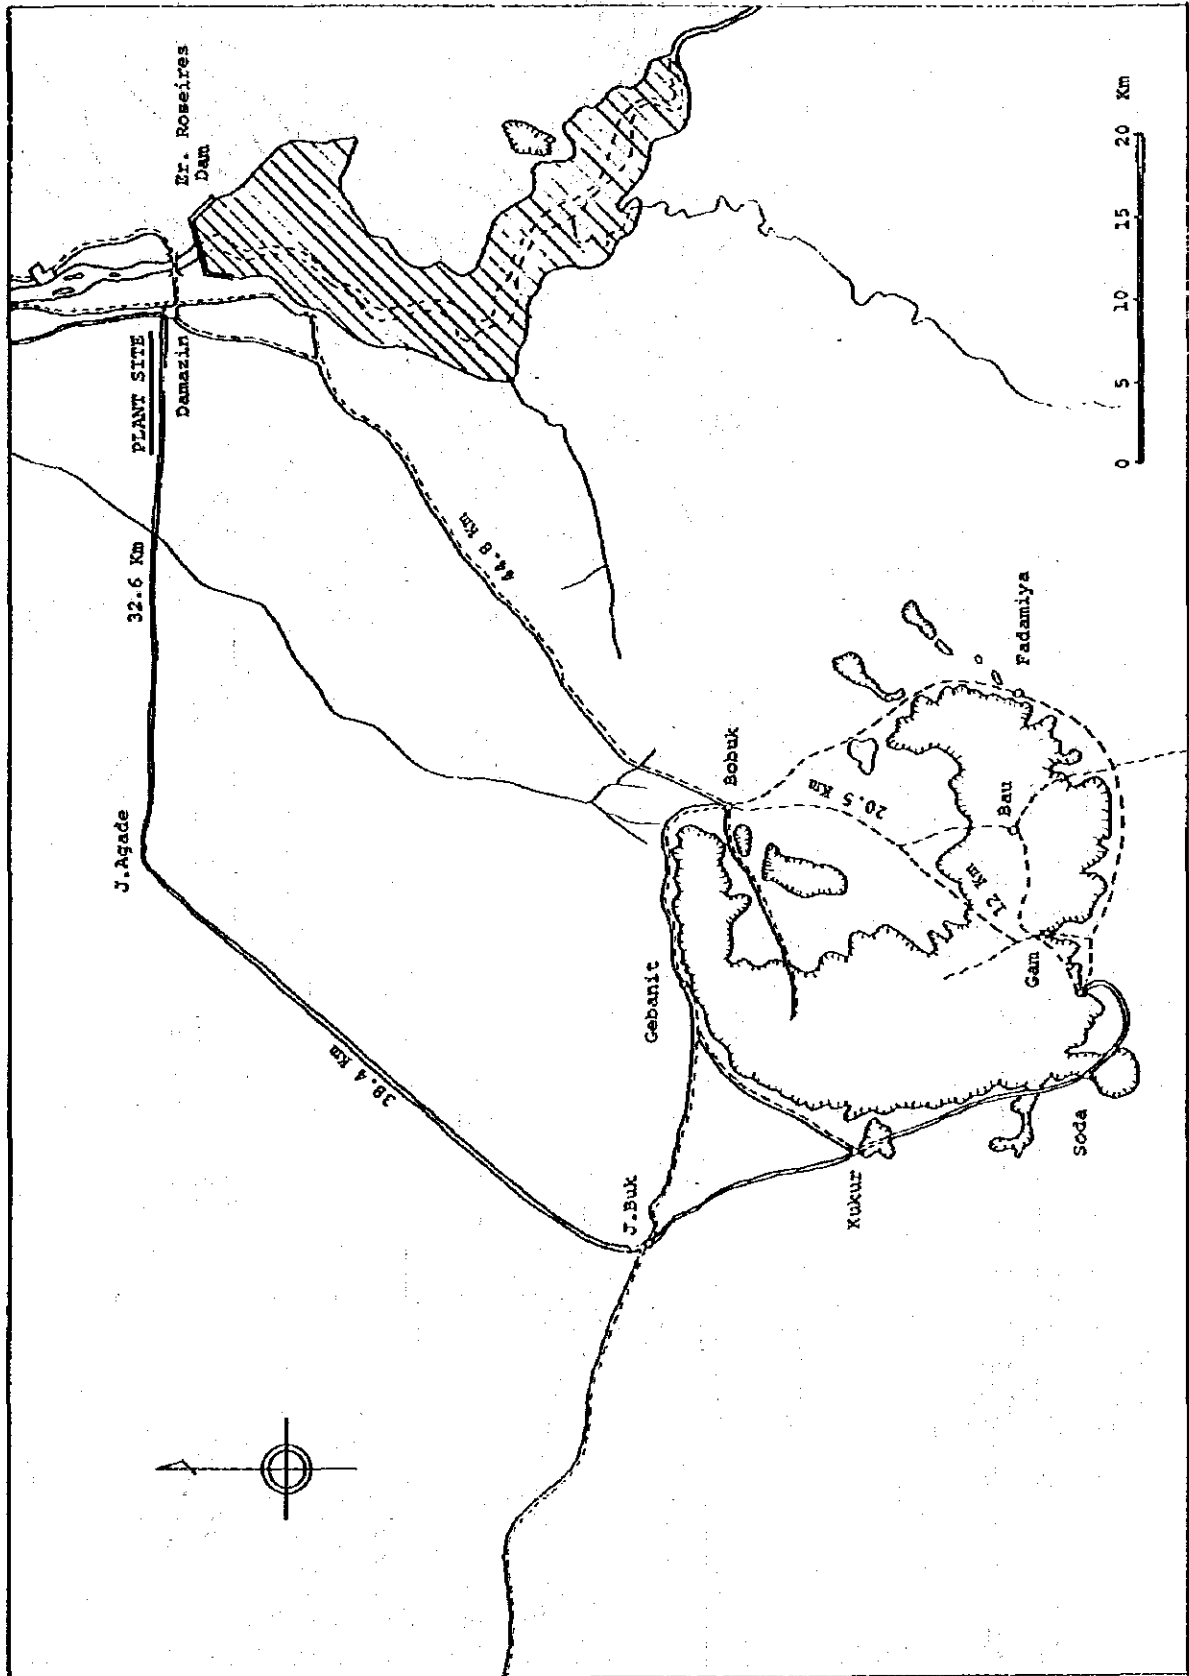 Er. Roseires
Dam
PLANT SITE
Damazin
32.6 Km
J.Agade
44.8 Km
38.4 Km
Bobuk
20.5 Km
Fadamiya
Bau
12 Km
Gam
Gebanit
J.Buk
Kukur
Soda
0 5 10 15 20 Km